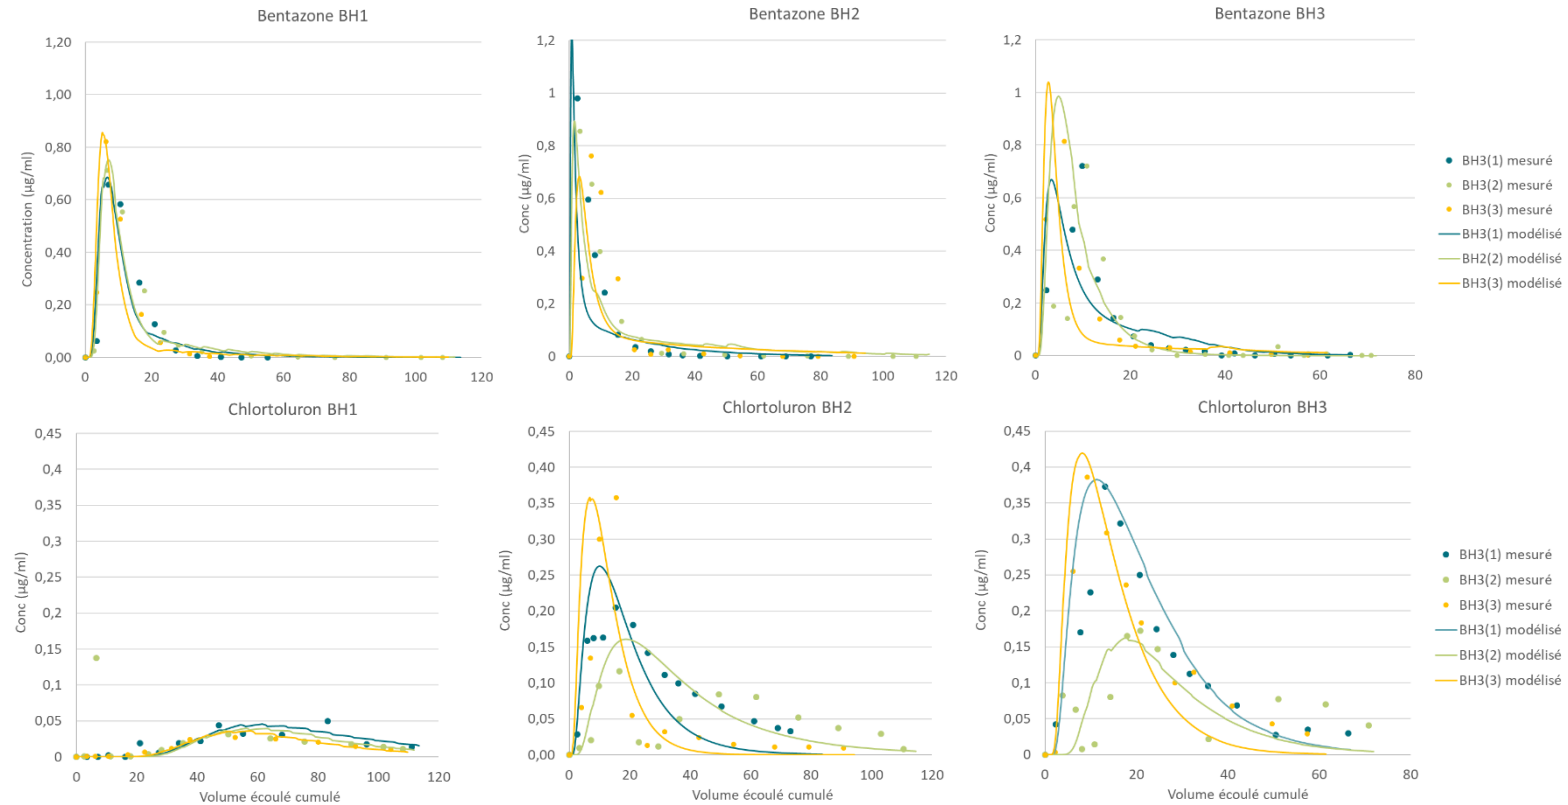 Bentazone BH1
Bentazone BH2
Bentazone BH3
1,20
1,00
0,80
0,60
0,40
0,20
0,00
Concentration (µg/ml)
0 20 40 60 80 100 120
1,2
1
0,8
0,6
0,4
0,2
0
Conc (µg/ml)
0 20 40 60 80 100 120
1,2
1
0,8
0,6
0,4
0,2
0
Conc (µg/ml)
0 20 40 60 80
BH3(1) mesuré
BH3(2) mesuré
BH3(3) mesuré
BH3(1) modélisé
BH2(2) modélisé
BH3(3) modélisé
Chlortoluron BH1
Chlortoluron BH2
Chlortoluron BH3
0,45
0,4
0,35
0,3
0,25
0,2
0,15
0,1
0,05
0
Conc (µg/ml)
0 20 40 60 80 100 120
Volume écoulé cumulé
0,45
0,40
0,35
0,30
0,25
0,20
0,15
0,10
0,05
0,00
Conc (µg/ml)
0 20 40 60 80 100 120
Volume écoulé cumulé
0,45
0,4
0,35
0,3
0,25
0,2
0,15
0,1
0,05
0
Conc (µg/ml)
0 20 40 60 80
Volume écoulé cumulé
BH3(1) mesuré
BH3(2) mesuré
BH3(3) mesuré
BH3(1) modélisé
BH3(2) modélisé
BH3(3) modélisé